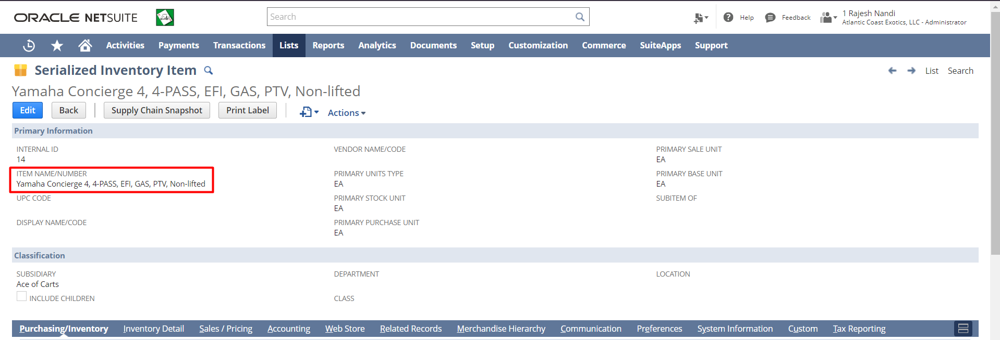 ORACLE NETSUITE
Search
Help
Feedback
1 Rajesh Nandi
Atlantic Coast Exotics, LLC - Administrator
Activities Payments Transactions Lists Reports Analytics Documents Setup Customization Commerce SuiteApps Support
Serialized Inventory Item
List Search
Yamaha Concierge 4, 4-PASS, EFI, GAS, PTV, Non-lifted
Edit Back Supply Chain Snapshot Print Label Actions
Primary Information
INTERNAL ID
14
ITEM NAME/NUMBER
Yamaha Concierge 4, 4-PASS, EFI, GAS, PTV, Non-lifted
UPC CODE
DISPLAY NAME/CODE
VENDOR NAME/CODE
PRIMARY UNITS TYPE
EA
PRIMARY STOCK UNIT
EA
PRIMARY PURCHASE UNIT
EA
PRIMARY SALE UNIT
EA
PRIMARY BASE UNIT
EA
SUBITEM OF
Classification
SUBSIDIARY
Ace of Carts
INCLUDE CHILDREN
DEPARTMENT
CLASS
LOCATION
Purchasing/Inventory Inventory Detail Sales / Pricing Accounting Web Store Related Records Merchandise Hierarchy Communication Preferences System Information Custom Tax Reporting